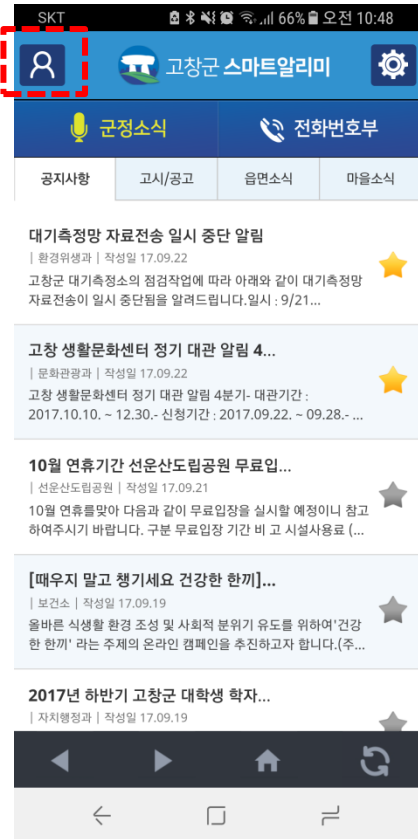 SKT 66% 오전 10:48
고창군 스마트알리미
군정소식 전화번호부
공지사항 고시/공고 읍면소식 마을소식
대기측정망 자료전송 일시 중단 알림
| 환경위생과 | 작성일 17.09.22
고창군 대기측정소의 점검작업에 따라 아래와 같이 대기측정망
자료전송이 일시 중단됨을 알려드립니다.일시 : 9/21...
고창 생활문화센터 정기 대관 알림 4...
| 문화관광과 | 작성일 17.09.22
고창 생활문화센터 정기 대관 알림 4분기- 대관기간 :
2017.10.10. ~ 12.30.- 신청기간 : 2017.09.22. ~ 09.28.- ...
10월 연휴기간 선운산도립공원 무료입...
| 선운산도립공원 | 작성일 17.09.21
10월 연휴를맞아 다음과 같이 무료입장을 실시할 예정이니 참고
하여주시기 바랍니다. 구분 무료입장 기간 비 고 시설사용료 (...
[때우지 말고 챙기세요 건강한 한끼]...
| 보건소 | 작성일 17.09.19
올바른 식생활 환경 조성 및 사회적 분위기 유도를 위하여'건강
한 한끼' 라는 주제의 온라인 캠페인을 추진하고자 합니다.(주...
2017년 하반기 고창군 대학생 학자...
| 자치행정과 | 작성일 17.09.19